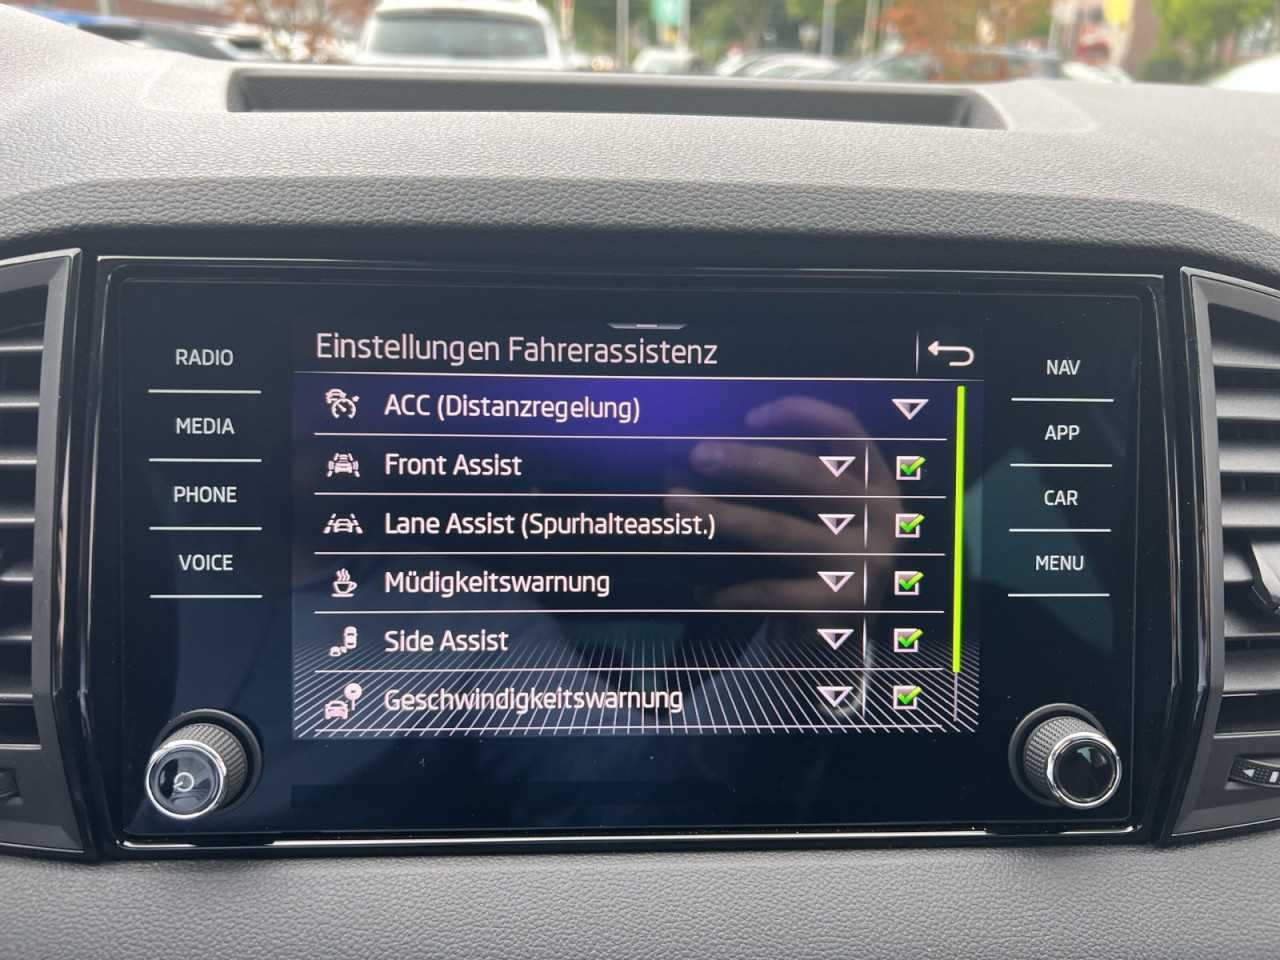 RADIO
MEDIA
PHONE
VOICE
Einstellungen Fahrerassistenz
ACC (Distanzregelung)
Front Assist
Lane Assist (Spurhalteassist.)
Müdigkeitswarnung
Side Assist
Geschwindigkeitswarnung
NAV
APP
CAR
MENU